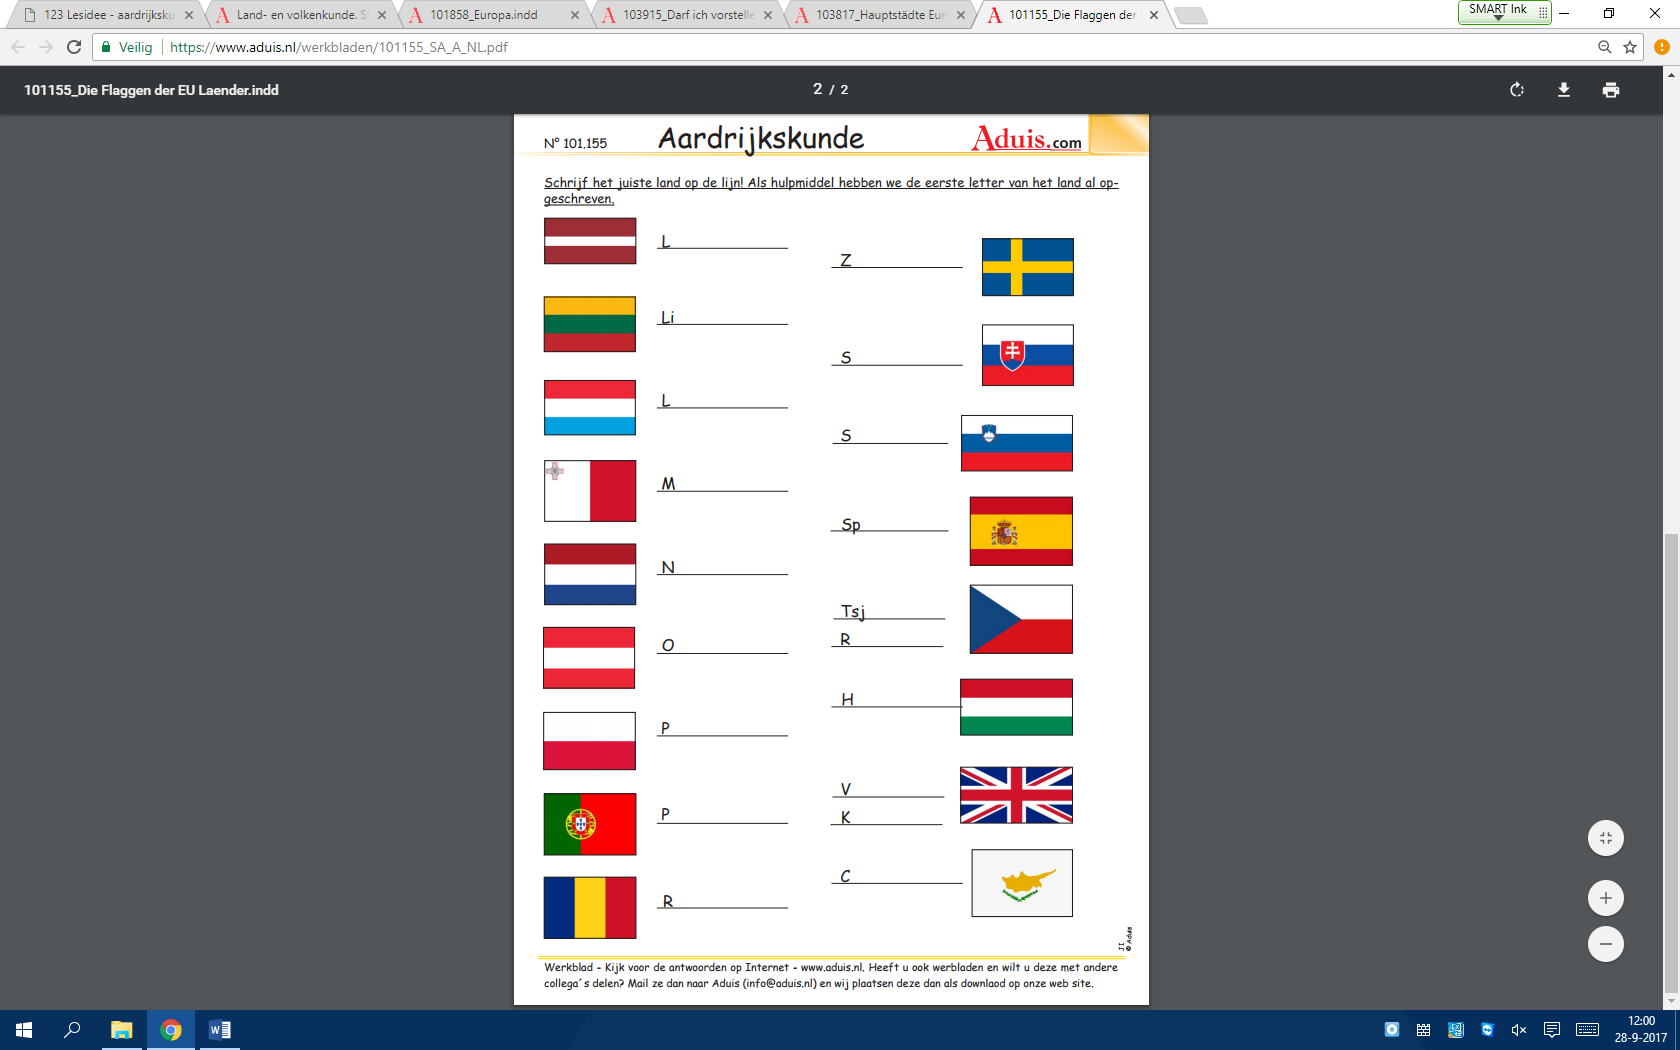 123 Lesidee - aardrijksku
Land- en volkenkunde. S
101858_Europa.indd
103915_Darf ich vorstelle
103817_Hauptstädte Eur
101155_Die Flaggen der
SMART Ink
Veilig
https://www.aduis.nl/werkbladen/101155_SA_A_NL.pdf
101155_Die Flaggen der EU Laender.indd
2 / 2
N° 101.155
Aardrijkskunde
Aduis.com
Schrijf het juiste land op de lijn! Als hulpmiddel hebben we de eerste letter van het land al op-
geschreven.
L
Li
L
M
N
O
P
P
R
Z
S
S
Sp
Tsj
R
H
V
K
C
JI
© Aduis
Werkblad - Kijk voor de antwoorden op Internet - www.aduis.nl. Heeft u ook werbladen en wilt u deze met andere
collega´s delen? Mail ze dan naar Aduis (info@aduis.nl) en wij plaatsen deze dan als downlaod op onze web site.
12:00
28-9-2017